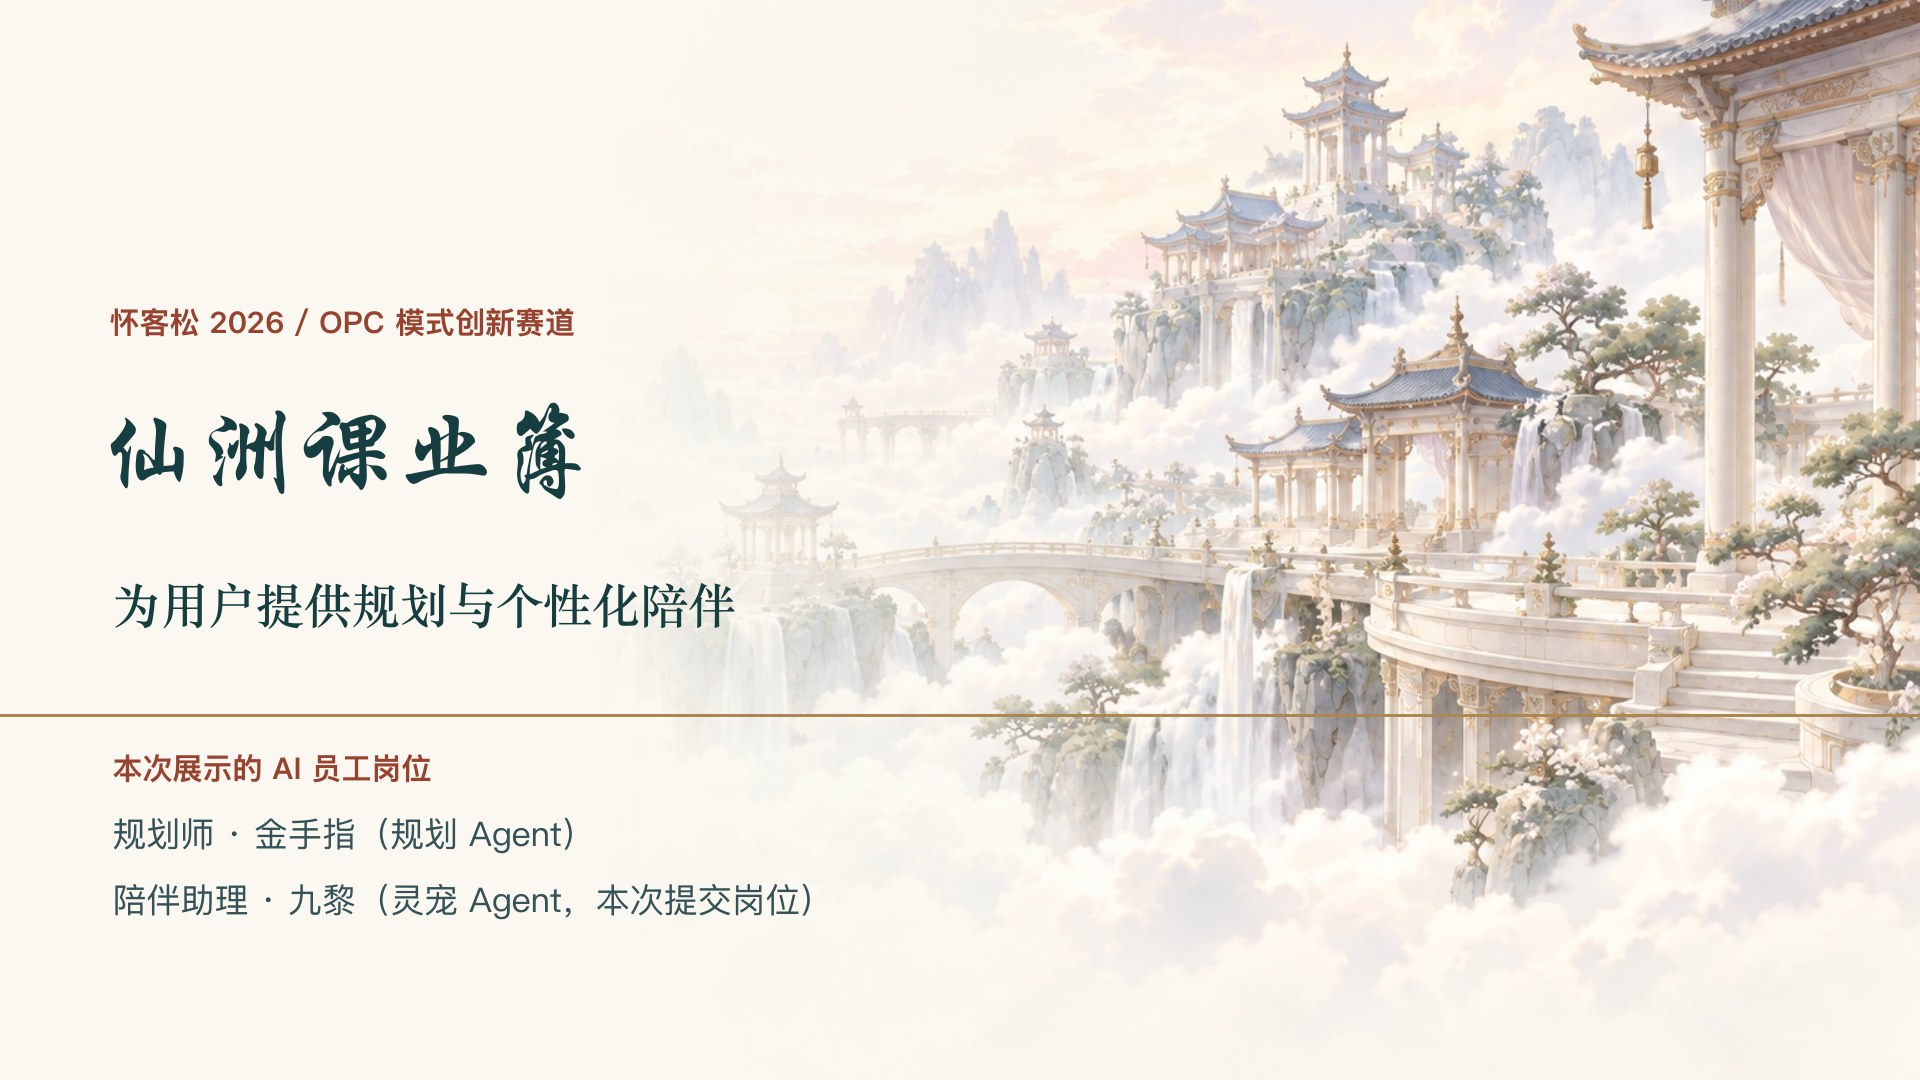 怀客松 2026 / OPC 模式创新赛道
仙洲课业簿
为用户提供规划与个性化陪伴
本次展示的 AI 员工岗位
规划师 · 金手指（规划 Agent）
陪伴助理 · 九黎（灵宠 Agent，本次提交岗位）